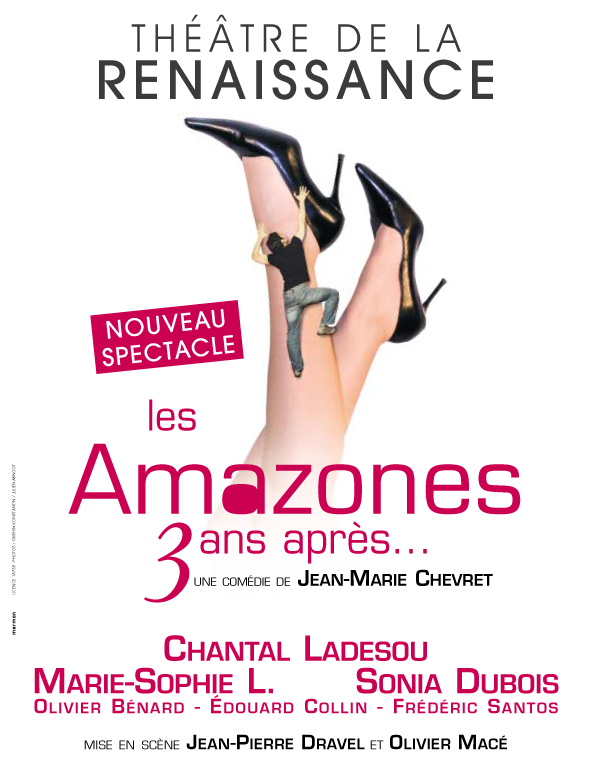 THÉÂTRE DE LA
RENAISSANCE
NOUVEAU
SPECTACLE
les
Amazones
3 ans après...
UNE COMÉDIE DE JEAN-MARIE CHEVRET
CHANTAL LADESOU
MARIE-SOPHIE L. SONIA DUBOIS
OLIVIER BÉNARD - ÉDOUARD COLLIN - FRÉDÉRIC SANTOS
MISE EN SCÈNE JEAN-PIERRE DRAVEL ET OLIVIER MACÉ